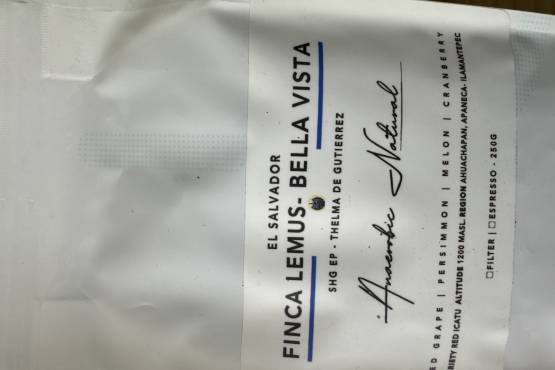 EL SALVADOR
FINCA LEMUS- BELLA VISTA
SHG EP - THELMA DE GUTIERREZ
Anaerobic Natural
ED GRAPE | PERSIMMON | MELON | CRANBERRY
RIETY RED ICATU ALTITUDE 1200 MASL. REGION AHUACHAPAN, APANECA- ILAMANTEPEC
☐ FILTER | ☐ ESPRESSO - 250G